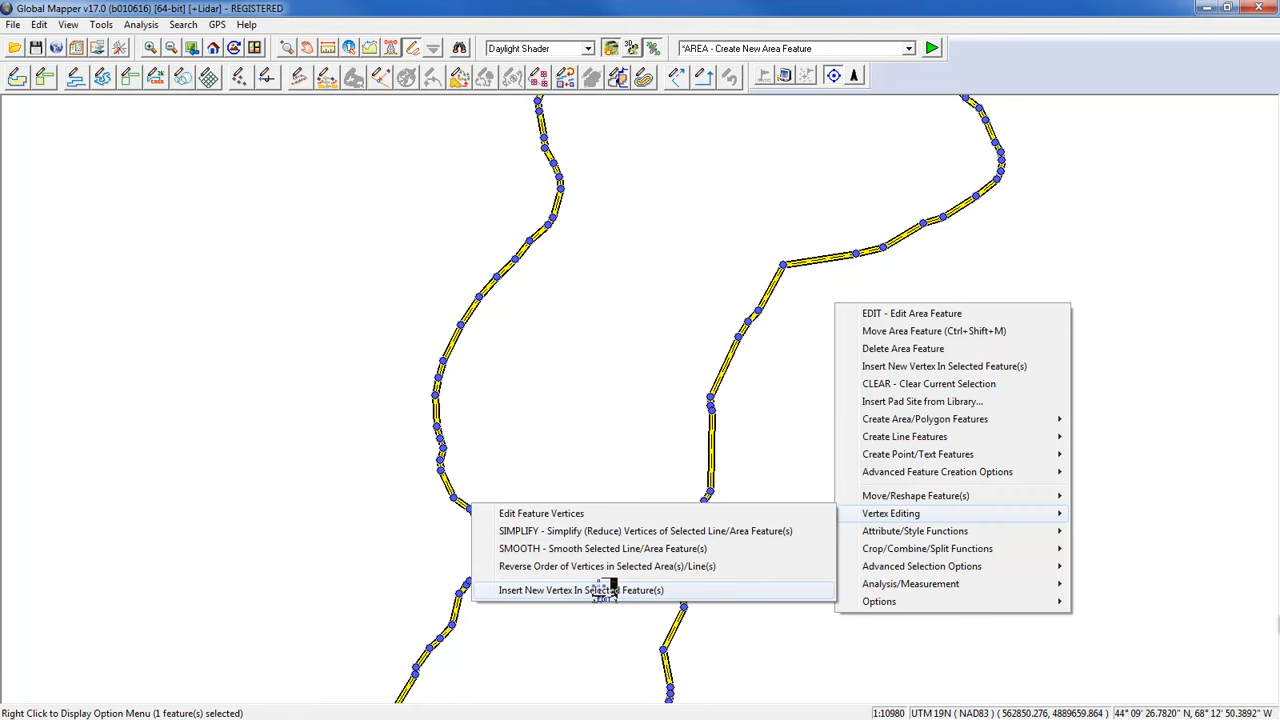 Global Mapper v17.0 (b010616) [64-bit] [+Lidar] - REGISTERED
File Edit View Tools Analysis Search GPS Help
Daylight Shader *AREA - Create New Area Feature
EDIT - Edit Area Feature
Move Area Feature (Ctrl+Shift+M)
Delete Area Feature
Insert New Vertex In Selected Feature(s)
CLEAR - Clear Current Selection
Insert Pad Site from Library...
Create Area/Polygon Features
Create Line Features
Create Point/Text Features
Advanced Feature Creation Options
Move/Reshape Feature(s)
Vertex Editing
Attribute/Style Functions
Crop/Combine/Split Functions
Advanced Selection Options
Analysis/Measurement
Options
Edit Feature Vertices
SIMPLIFY - Simplify (Reduce) Vertices of Selected Line/Area Feature(s)
SMOOTH - Smooth Selected Line/Area Feature(s)
Reverse Order of Vertices in Selected Area(s)/Line(s)
Insert New Vertex In Selected Feature(s)
Right Click to Display Option Menu (1 feature(s) selected) 1:10980 UTM 19N ( NAD83 ) ( 562850.276, 4889659.864 ) 44° 09' 26.7820" N, 68° 12' 50.3892" W